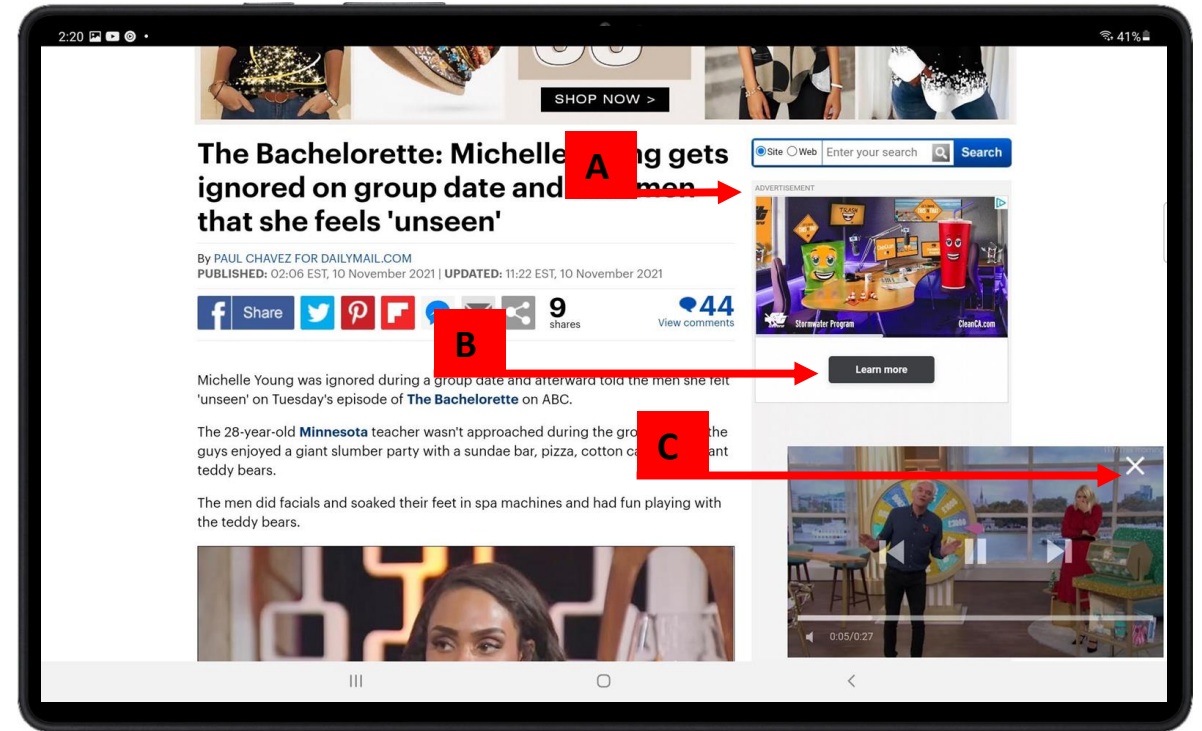 2:20
41%
SHOP NOW >
The Bachelorette: Michelle ng gets
ignored on group date and men
that she feels 'unseen'
By PAUL CHAVEZ FOR DAILYMAIL.COM
PUBLISHED: 02:06 EST, 10 November 2021 | UPDATED: 11:22 EST, 10 November 2021
f Share
9
shares
44
View comments
Michelle Young was ignored during a group date and afterward told the men she felt
'unseen' on Tuesday's episode of The Bachelorette on ABC.
The 28-year-old Minnesota teacher wasn't approached during the gro the
guys enjoyed a giant slumber party with a sundae bar, pizza, cotton ca ant
teddy bears.
The men did facials and soaked their feet in spa machines and had fun playing with
the teddy bears.
A
B
C
Site Web Enter your search Search
ADVERTISEMENT
TRASH
Stormwater Program
CleanCA.com
Learn more
0:05/0:27